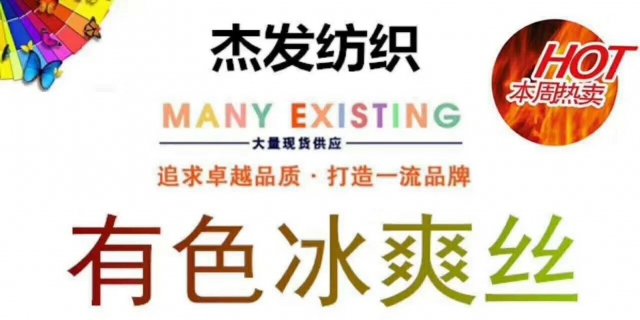 杰发纺织
HOT
本周热卖
MANY EXISTING
大量现货供应
追求卓越品质·打造一流品牌
有色冰爽丝